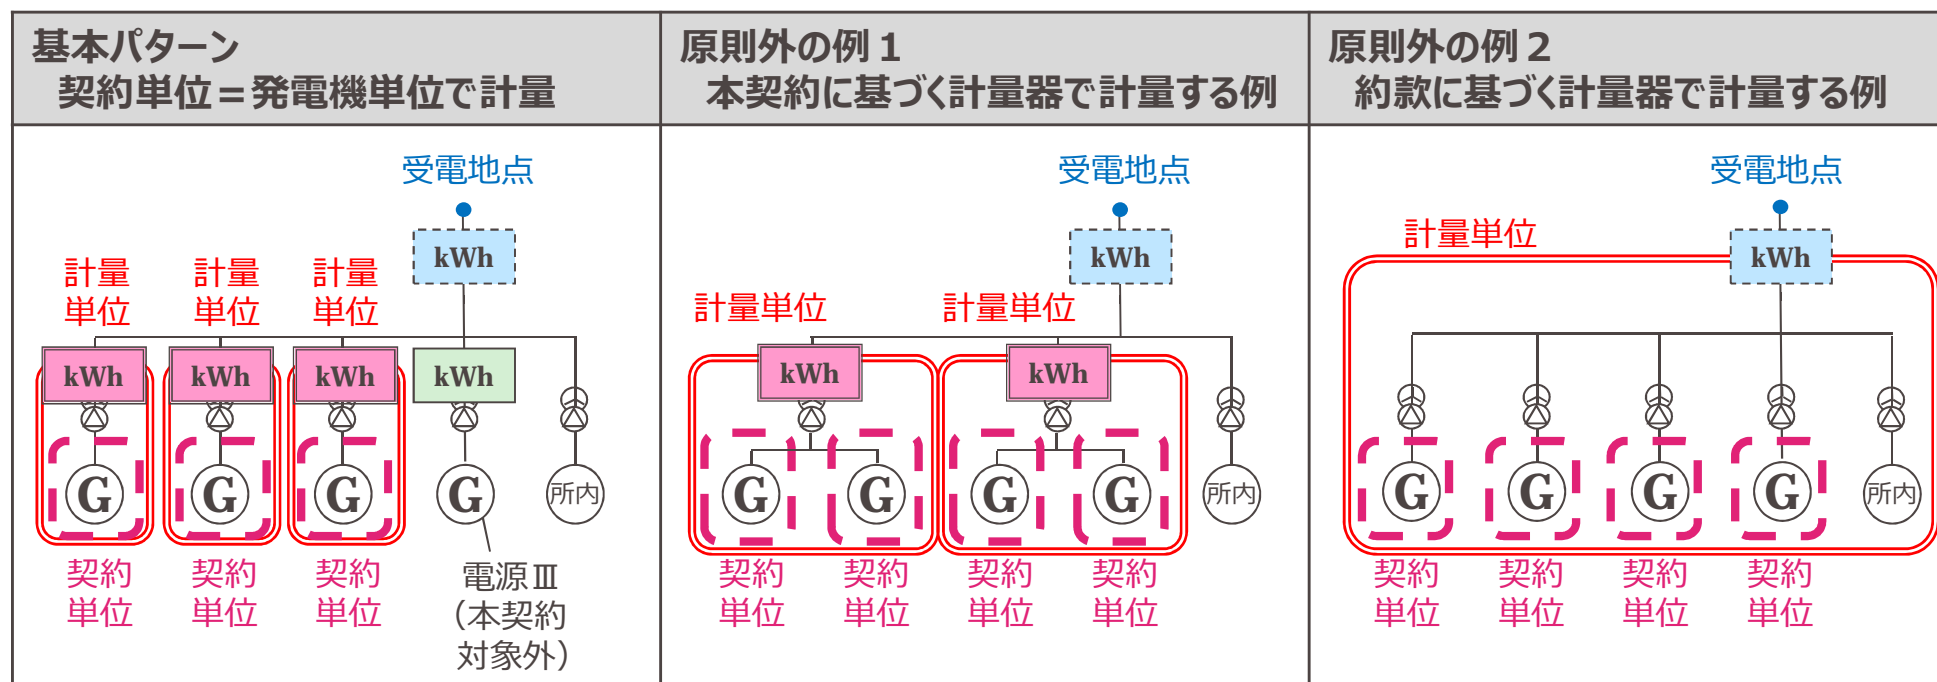 基本パターン
契約単位=発電機単位で計量
受電地点
kWh
計量
単位
計量
単位
計量
単位
kWh
kWh
kWh
kWh
G
G
G
G
所内
契約
単位
契約
単位
契約
単位
電源Ⅲ
(本契約
対象外)
原則外の例1
本契約に基づく計量器で計量する例
受電地点
kWh
計量単位
計量単位
kWh
kWh
G
G
G
G
所内
契約
単位
契約
単位
契約
単位
契約
単位
原則外の例2
約款に基づく計量器で計量する例
受電地点
計量単位
kWh
G
G
G
G
所内
契約
単位
契約
単位
契約
単位
契約
単位